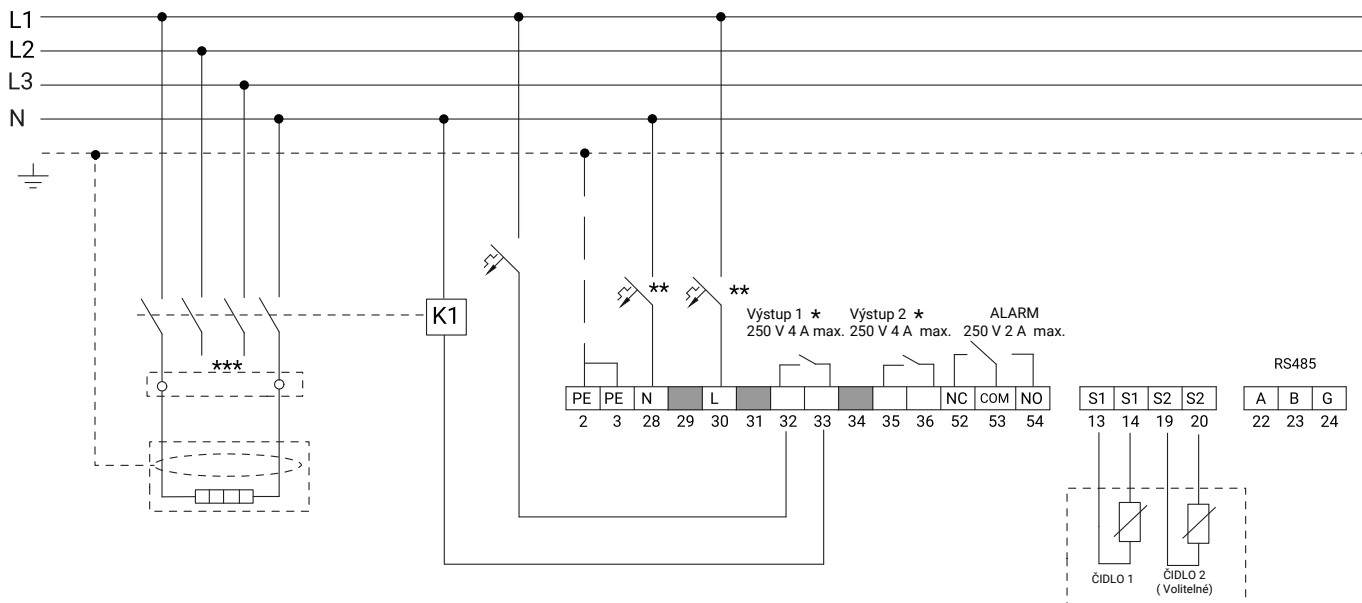 L1
L2
L3
N
K1
**
**
***
Výstup 1 *
250 V 4 A max.
Výstup 2 *
250 V 4 A max.
ALARM
250 V 2 A max.
PE PE N L NC COM NO
2 3 28 29 30 31 32 33 34 35 36 52 53 54
S1 S1 S2 S2
13 14 19 20
RS485
A B G
22 23 24
ČIDLO 1
ČIDLO 2
( Volitelné)